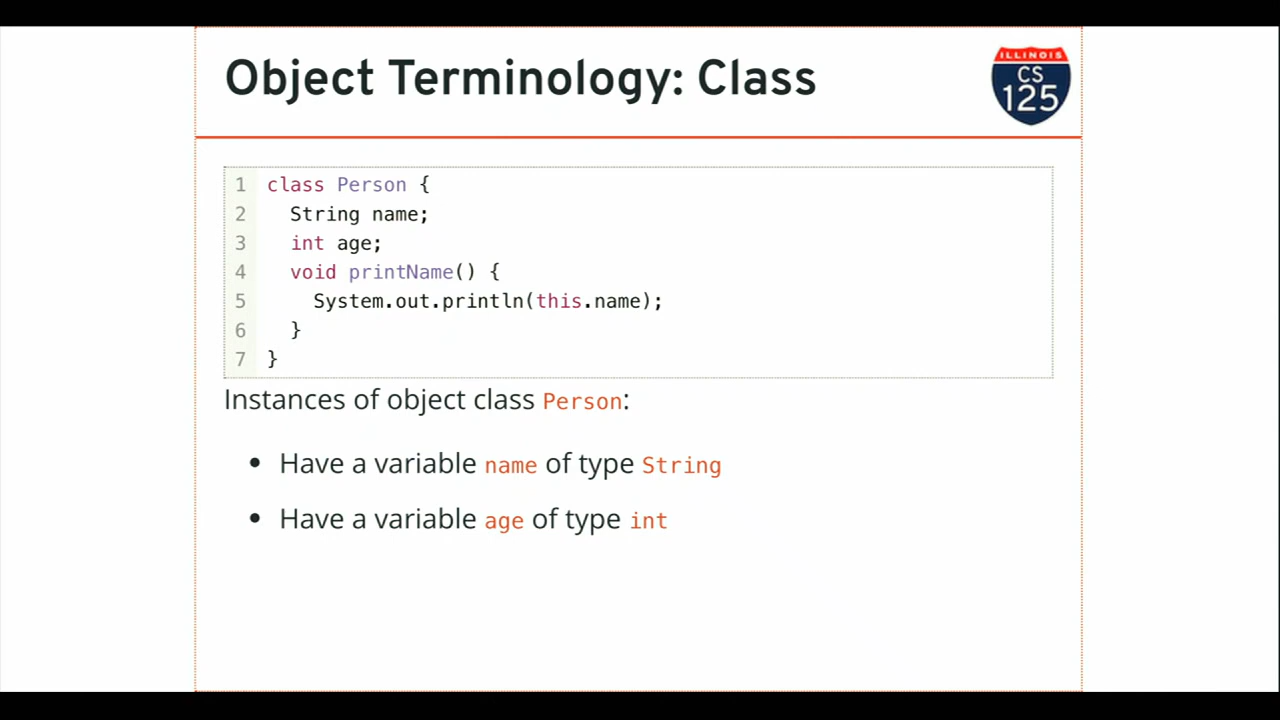 Object Terminology: Class
ILLINOIS
CS
125
1 class Person {
2   String name;
3   int age;
4   void printName() {
5     System.out.println(this.name);
6   }
7 }
Instances of object class Person:
• Have a variable name of type String
• Have a variable age of type int